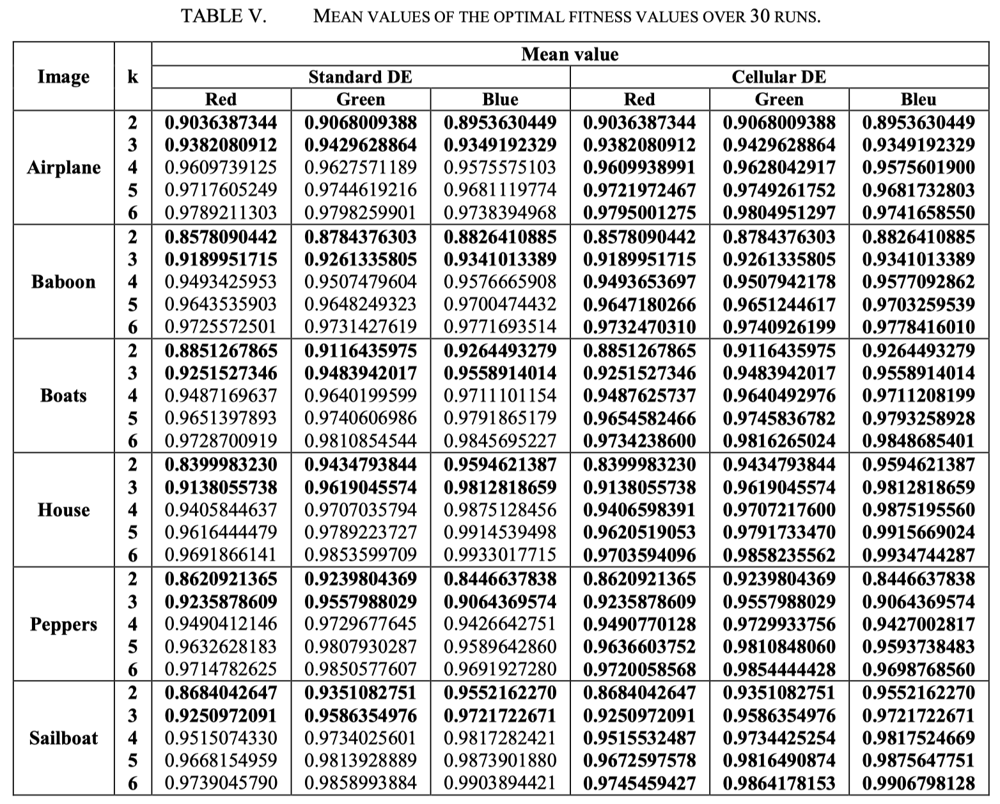 TABLE V. MEAN VALUES OF THE OPTIMAL FITNESS VALUES OVER 30 RUNS.
Mean value
Image k Standard DE Cellular DE
Red Green Blue Red Green Bleu
2 0.9036387344 0.9068009388 0.8953630449 0.9036387344 0.9068009388 0.8953630449
3 0.9382080912 0.9429628864 0.9349192329 0.9382080912 0.9429628864 0.9349192329
Airplane 4 0.9609739125 0.9627571189 0.9575575103 0.9609938991 0.9628042917 0.9575601900
5 0.9717605249 0.9744619216 0.9681119774 0.9721972467 0.9749261752 0.9681732803
6 0.9789211303 0.9798259901 0.9738394968 0.9795001275 0.9804951297 0.9741658550
2 0.8578090442 0.8784376303 0.8826410885 0.8578090442 0.8784376303 0.8826410885
3 0.9189951715 0.9261335805 0.9341013389 0.9189951715 0.9261335805 0.9341013389
Baboon 4 0.9493425953 0.9507479604 0.9576665908 0.9493653697 0.9507942178 0.9577092862
5 0.9643535903 0.9648249323 0.9700474432 0.9647180266 0.9651244617 0.9703259539
6 0.9725572501 0.9731427619 0.9771693514 0.9732470310 0.9740926199 0.9778416010
2 0.8851267865 0.9116435975 0.9264493279 0.8851267865 0.9116435975 0.9264493279
3 0.9251527346 0.9483942017 0.9558914014 0.9251527346 0.9483942017 0.9558914014
Boats 4 0.9487169637 0.9640199599 0.9711101154 0.9487625737 0.9640492976 0.9711208199
5 0.9651397893 0.9740606986 0.9791865179 0.9654582466 0.9745836782 0.9793258928
6 0.9728700919 0.9810854544 0.9845695227 0.9734238600 0.9816265024 0.9848685401
2 0.8399983230 0.9434793844 0.9594621387 0.8399983230 0.9434793844 0.9594621387
3 0.9138055738 0.9619045574 0.9812818659 0.9138055738 0.9619045574 0.9812818659
House 4 0.9405844637 0.9707035794 0.9875128456 0.9406598391 0.9707217600 0.9875195560
5 0.9616444479 0.9789223727 0.9914539498 0.9620519053 0.9791733470 0.9915669024
6 0.9691866141 0.9853599709 0.9933017715 0.9703594096 0.9858235562 0.9934744287
2 0.8620921365 0.9239804369 0.8446637838 0.8620921365 0.9239804369 0.8446637838
3 0.9235878609 0.9557988029 0.9064369574 0.9235878609 0.9557988029 0.9064369574
Peppers 4 0.9490412146 0.9729677645 0.9426642751 0.9490770128 0.9729933756 0.9427002817
5 0.9632628183 0.9807930287 0.9589642860 0.9636603752 0.9810848060 0.9593738483
6 0.9714782625 0.9850577607 0.9691927280 0.9720058568 0.9854444428 0.9698768560
2 0.8684042647 0.9351082751 0.9552162270 0.8684042647 0.9351082751 0.9552162270
3 0.9250972091 0.9586354976 0.9721722671 0.9250972091 0.9586354976 0.9721722671
Sailboat 4 0.9515074330 0.9734025601 0.9817282421 0.9515532487 0.9734425254 0.9817524669
5 0.9668154959 0.9813928889 0.9873901880 0.9672597578 0.9816490874 0.9875647751
6 0.9739045790 0.9858993884 0.9903894421 0.9745459427 0.9864178153 0.9906798128